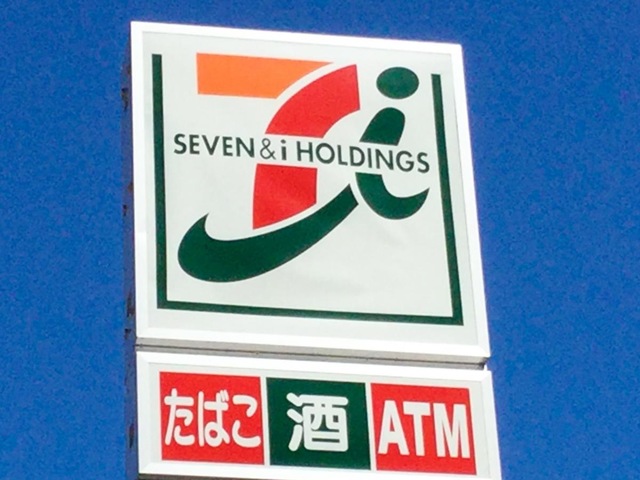 SEVEN & i HOLDINGS
たばこ 酒 ATM